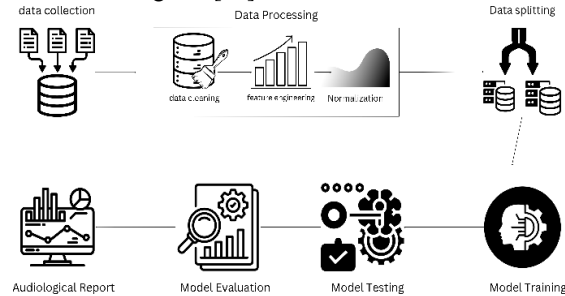 data collection
Data Processing
Data splitting
data cleaning
feature engineering
Normalization
Audiological Report
Model Evaluation
Model Testing
Model Training